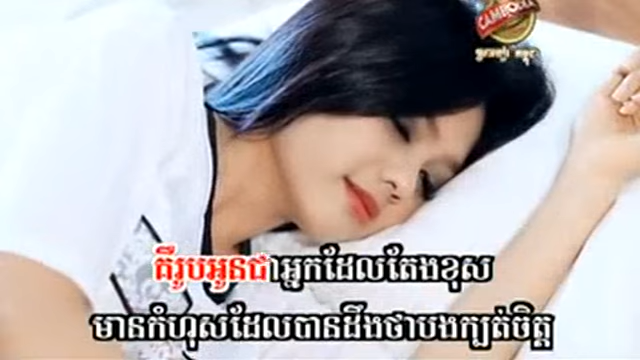 CAMBODIA
គឺរូបអូនជាអ្នកដែលតែងខុស
មានកំហុសដែលបានដឹងថាបងក្បត់ចិត្ត